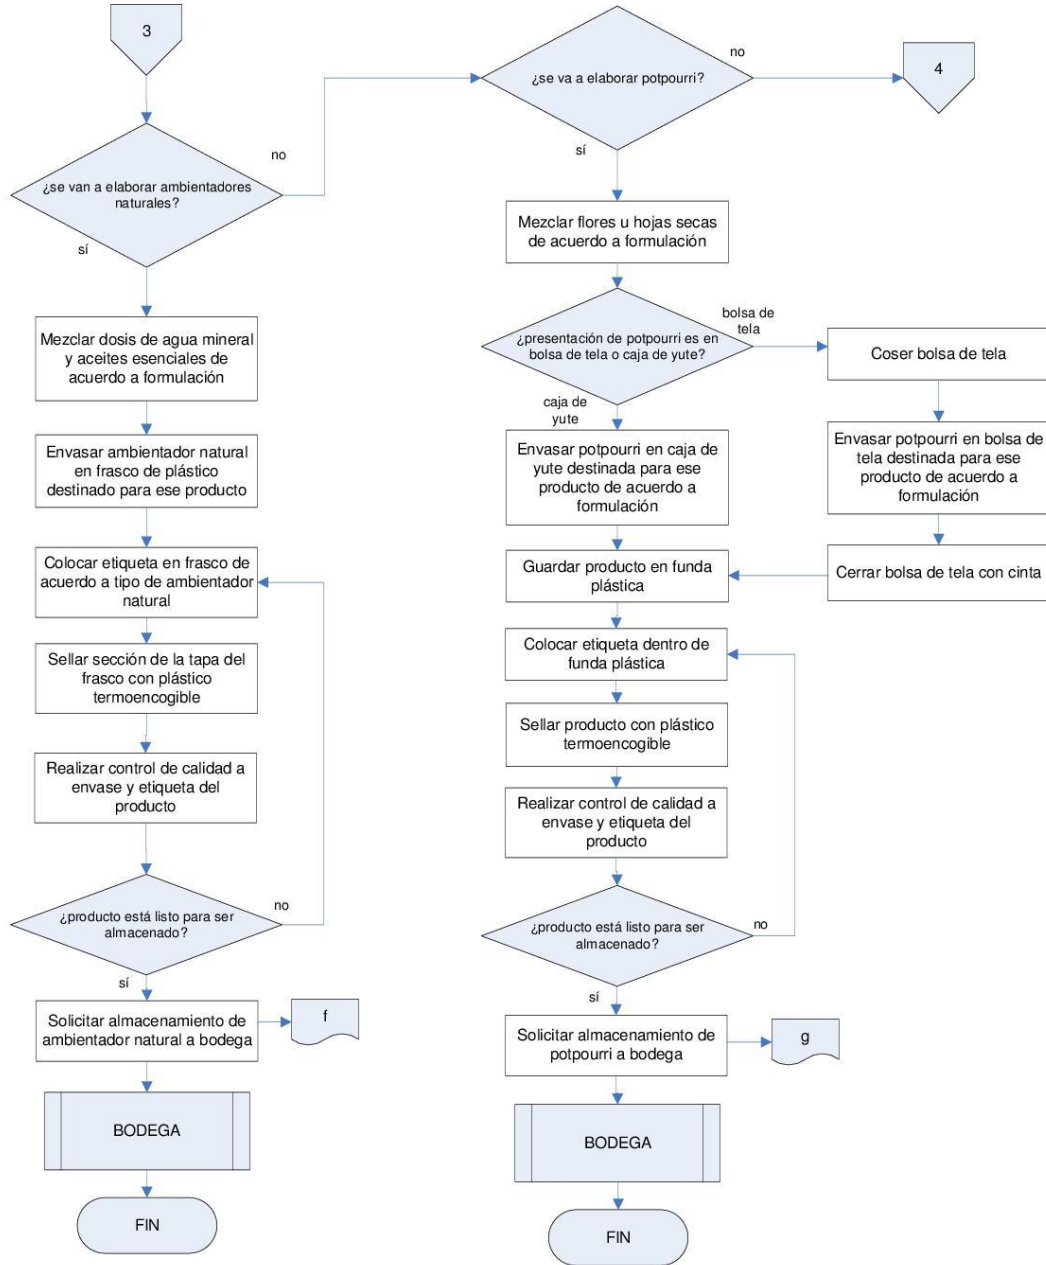 3
¿se van a elaborar ambientadores
naturales?
no
sí
Mezclar dosis de agua mineral
y aceites esenciales de
acuerdo a formulación
Envasar ambientador natural
en frasco de plástico
destinado para ese producto
Colocar etiqueta en frasco de
acuerdo a tipo de ambientador
natural
Sellar sección de la tapa del
frasco con plástico
termoencogible
Realizar control de calidad a
envase y etiqueta del
producto
¿producto está listo para ser
almacenado?
no
sí
Solicitar almacenamiento de
ambientador natural a bodega
f
BODEGA
FIN
¿se va a elaborar potpourri?
no
4
sí
Mezclar flores u hojas secas
de acuerdo a formulación
¿presentación de potpourri es en
bolsa de tela o caja de yute?
bolsa de
tela
Coser bolsa de tela
Envasar potpourri en bolsa de
tela destinada para ese
producto de acuerdo a
formulación
Cerrar bolsa de tela con cinta
caja de
yute
Envasar potpourri en caja de
yute destinada para ese
producto de acuerdo a
formulación
Guardar producto en funda
plástica
Colocar etiqueta dentro de
funda plástica
Sellar producto con plástico
termoencogible
Realizar control de calidad a
envase y etiqueta del
producto
¿producto está listo para ser
almacenado?
no
sí
Solicitar almacenamiento de
potpourri a bodega
g
BODEGA
FIN